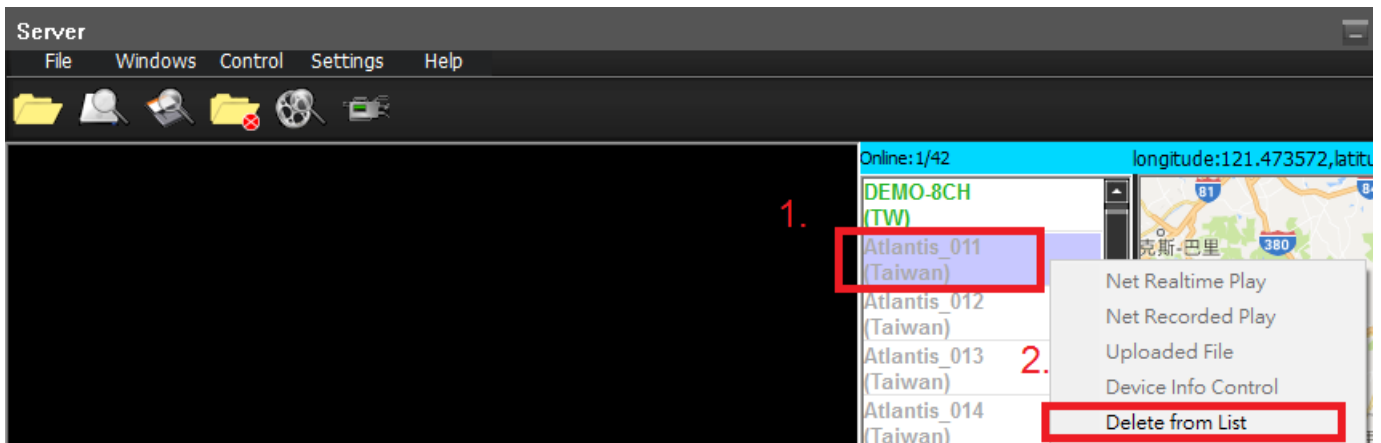 Server
File Windows Control Settings Help
Online: 1/42
longitude:121.473572,latitu
DEMO-8CH
(TW)
1.
Atlantis_011
(Taiwan)
Atlantis_012
(Taiwan)
Atlantis_013
(Taiwan)
Atlantis_014
(Taiwan)
81
84
克斯-巴里
380
2.
Net Realtime Play
Net Recorded Play
Uploaded File
Device Info Control
Delete from List